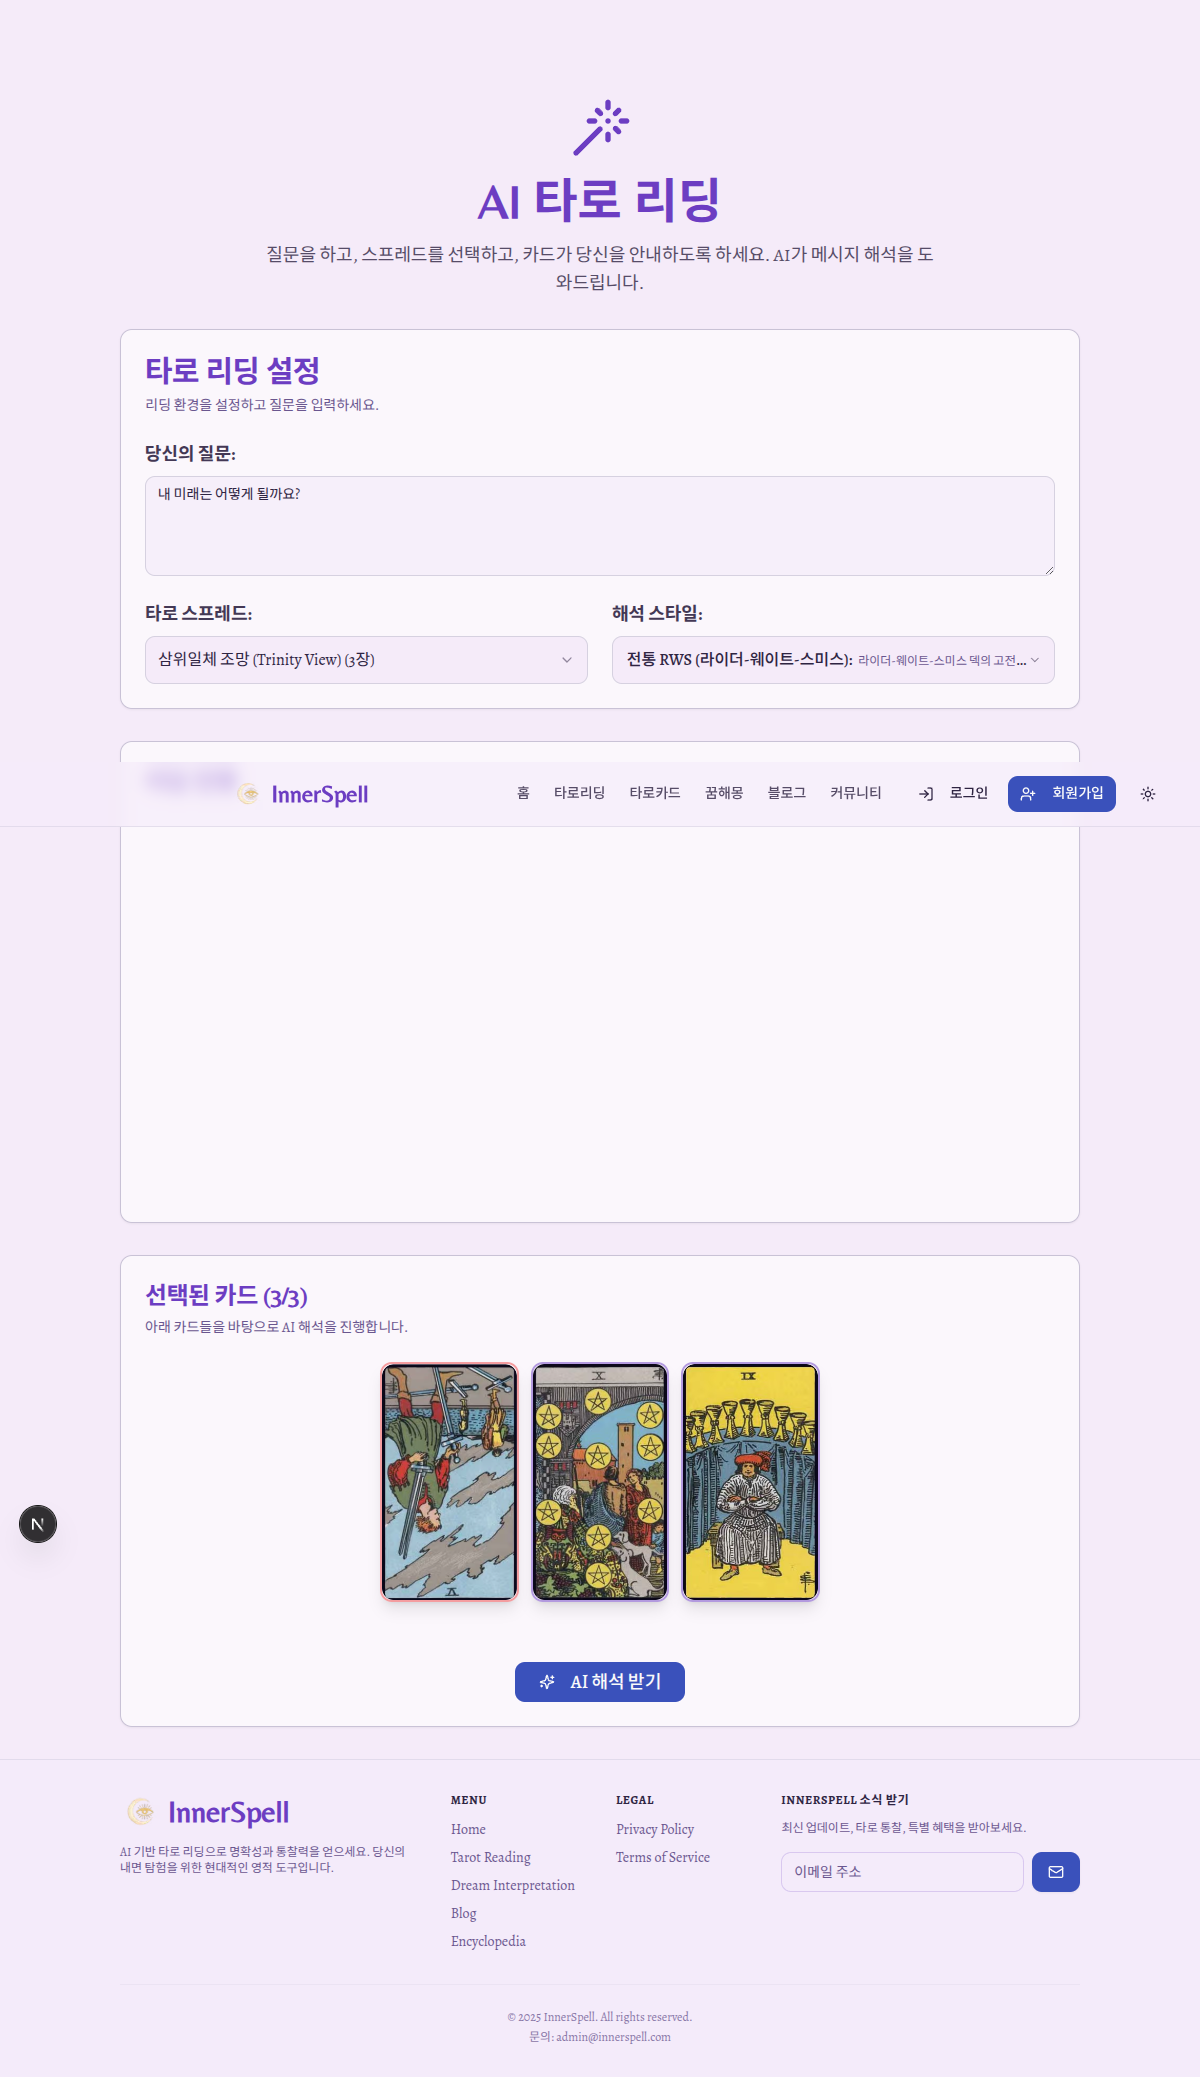 AI 타로 리딩
질문을 하고, 스프레드를 선택하고, 카드가 당신을 안내하도록 하세요. AI가 메시지 해석을 도
와드립니다.
타로 리딩 설정
리딩 환경을 설정하고 질문을 입력하세요.
당신의 질문:
내 미래는 어떻게 될까요?
타로 스프레드:
해석 스타일:
삼위일체 조망 (Trinity View) (3장)
전통 RWS (라이더-웨이트-스미스): 라이더-웨이트-스미스 덱의 고전...
InnerSpell
홈 타로리딩 타로카드 꿈해몽 블로그 커뮤니티 로그인 회원가입
선택된 카드 (3/3)
아래 카드들을 바탕으로 AI 해석을 진행합니다.
X
IX
V
N
AI 해석 받기
InnerSpell
AI 기반 타로 리딩으로 명확성과 통찰력을 얻으세요. 당신의
내면 탐험을 위한 현대적인 영적 도구입니다.
MENU
Home
Tarot Reading
Dream Interpretation
Blog
Encyclopedia
LEGAL
Privacy Policy
Terms of Service
INNERSPELL 소식 받기
최신 업데이트, 타로 통찰, 특별 혜택을 받아보세요.
이메일 주소
© 2025 InnerSpell. All rights reserved.
문의: admin@innerspell.com